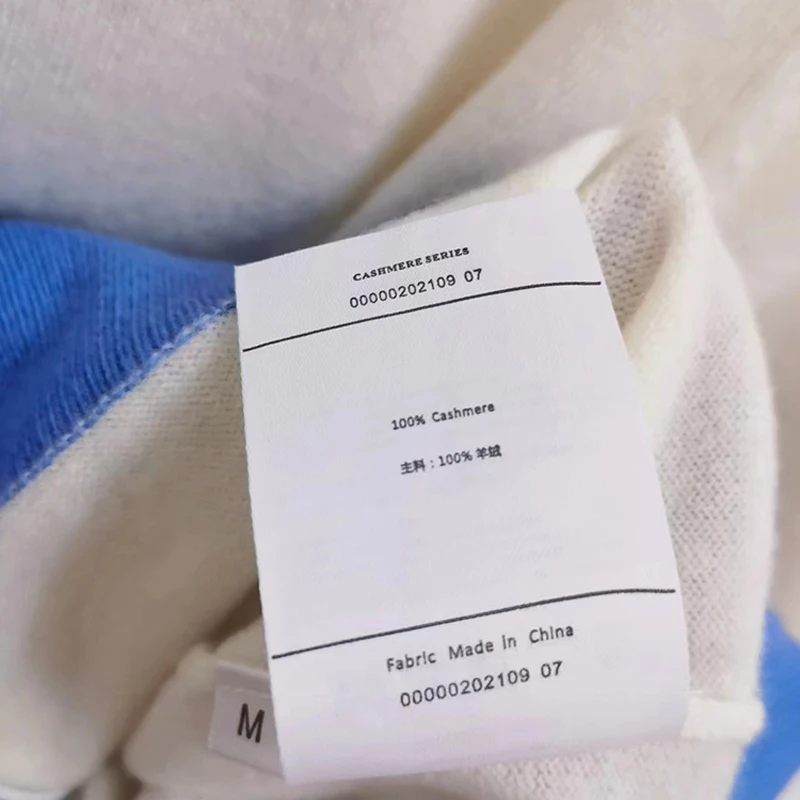 CASHMERE SERIES
00000202109 07
100% Cashmere
主料：100% 羊绒
Fabric Made in China
00000202109 07
M